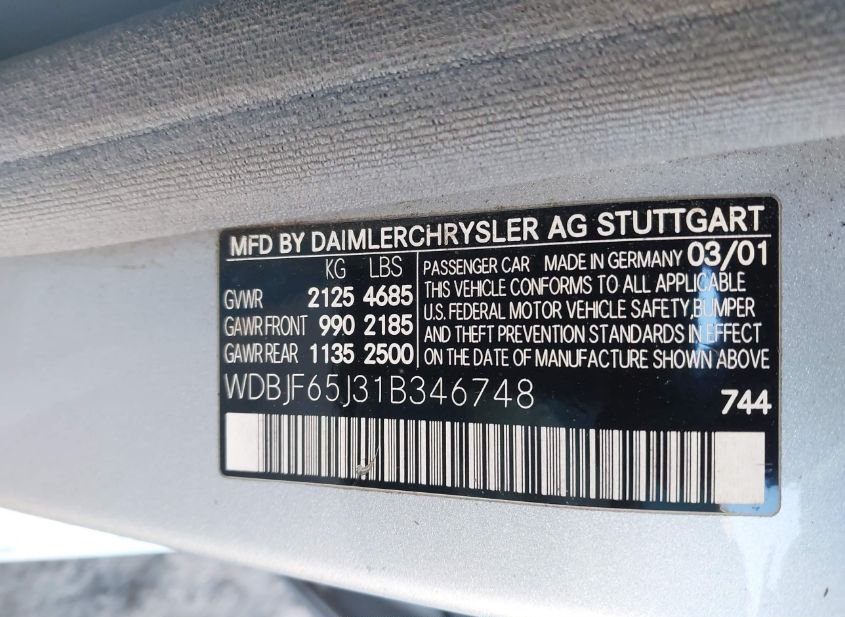 MFD BY DAIMLERCHRYSLER AG STUTTGART
KG LBS
GVWR 2125 4685
GAWR FRONT 990 2185
GAWR REAR 1135 2500
PASSENGER CAR MADE IN GERMANY 03/01
THIS VEHICLE CONFORMS TO ALL APPLICABLE
U.S. FEDERAL MOTOR VEHICLE SAFETY, BUMPER
AND THEFT PREVENTION STANDARDS IN EFFECT
ON THE DATE OF MANUFACTURE SHOWN ABOVE
WDBJF65J31B346748
744